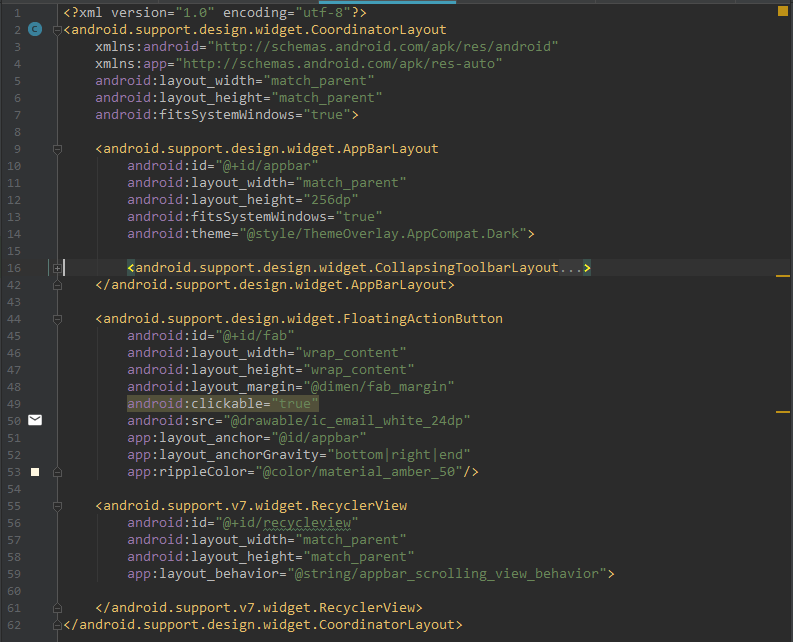 1 <?xml version="1.0" encoding="utf-8"?>
2 C <android.support.design.widget.CoordinatorLayout
3 xmlns:android="http://schemas.android.com/apk/res/android"
4 xmlns:app="http://schemas.android.com/apk/res-auto"
5 android:layout_width="match_parent"
6 android:layout_height="match_parent"
7 android:fitsSystemWindows="true">
8
9 <android.support.design.widget.AppBarLayout
10 android:id="@+id/appbar"
11 android:layout_width="match_parent"
12 android:layout_height="256dp"
13 android:fitsSystemWindows="true"
14 android:theme="@style/ThemeOverlay.AppCompat.Dark">
15
16 <android.support.design.widget.CollapsingToolbarLayout...>
42 </android.support.design.widget.AppBarLayout>
43
44 <android.support.design.widget.FloatingActionButton
45 android:id="@+id/fab"
46 android:layout_width="wrap_content"
47 android:layout_height="wrap_content"
48 android:layout_margin="@dimen/fab_margin"
49 android:clickable="true"
50 android:src="@drawable/ic_email_white_24dp"
51 app:layout_anchor="@id/appbar"
52 app:layout_anchorGravity="bottom|right|end"
53 app:rippleColor="@color/material_amber_50"/>
54
55 <android.support.v7.widget.RecyclerView
56 android:id="@+id/recycleview"
57 android:layout_width="match_parent"
58 android:layout_height="match_parent"
59 app:layout_behavior="@string/appbar_scrolling_view_behavior">
60
61 </android.support.v7.widget.RecyclerView>
62 </android.support.design.widget.CoordinatorLayout>